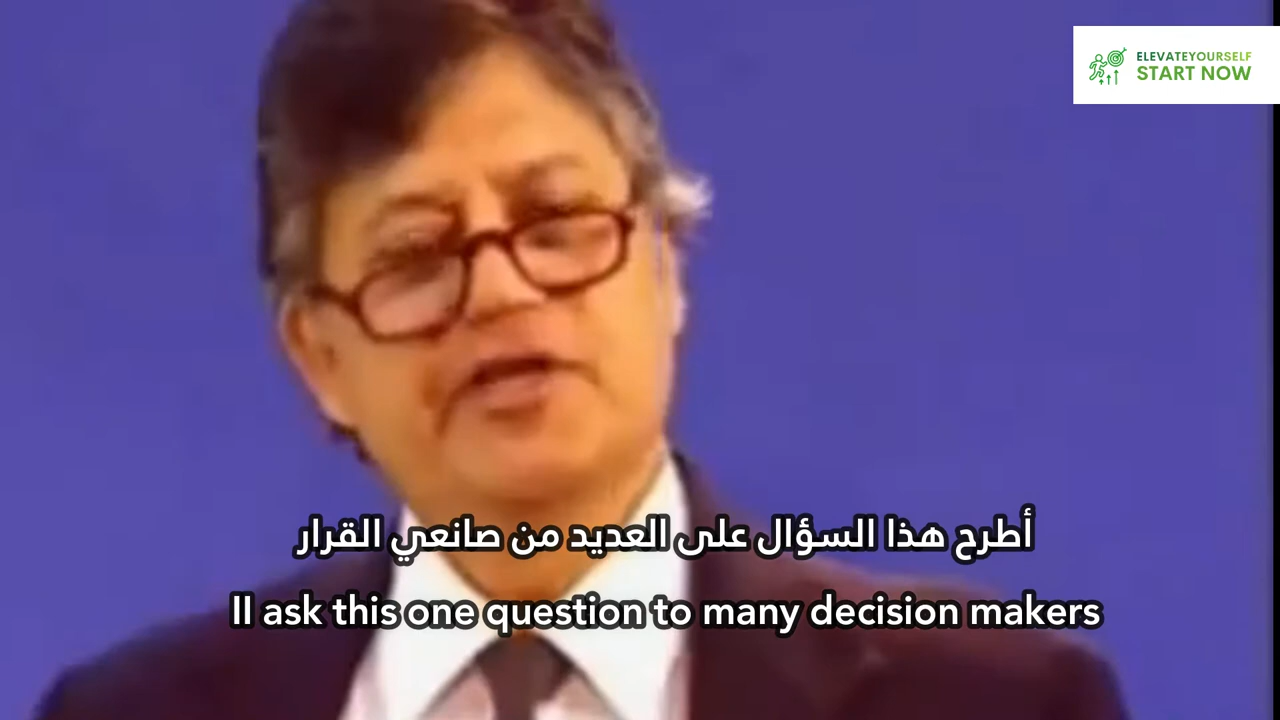 ELEVATEYOURSELF
START NOW
أطرح هذا السؤال على العديد من صانعي القرار
II ask this one question to many decision makers